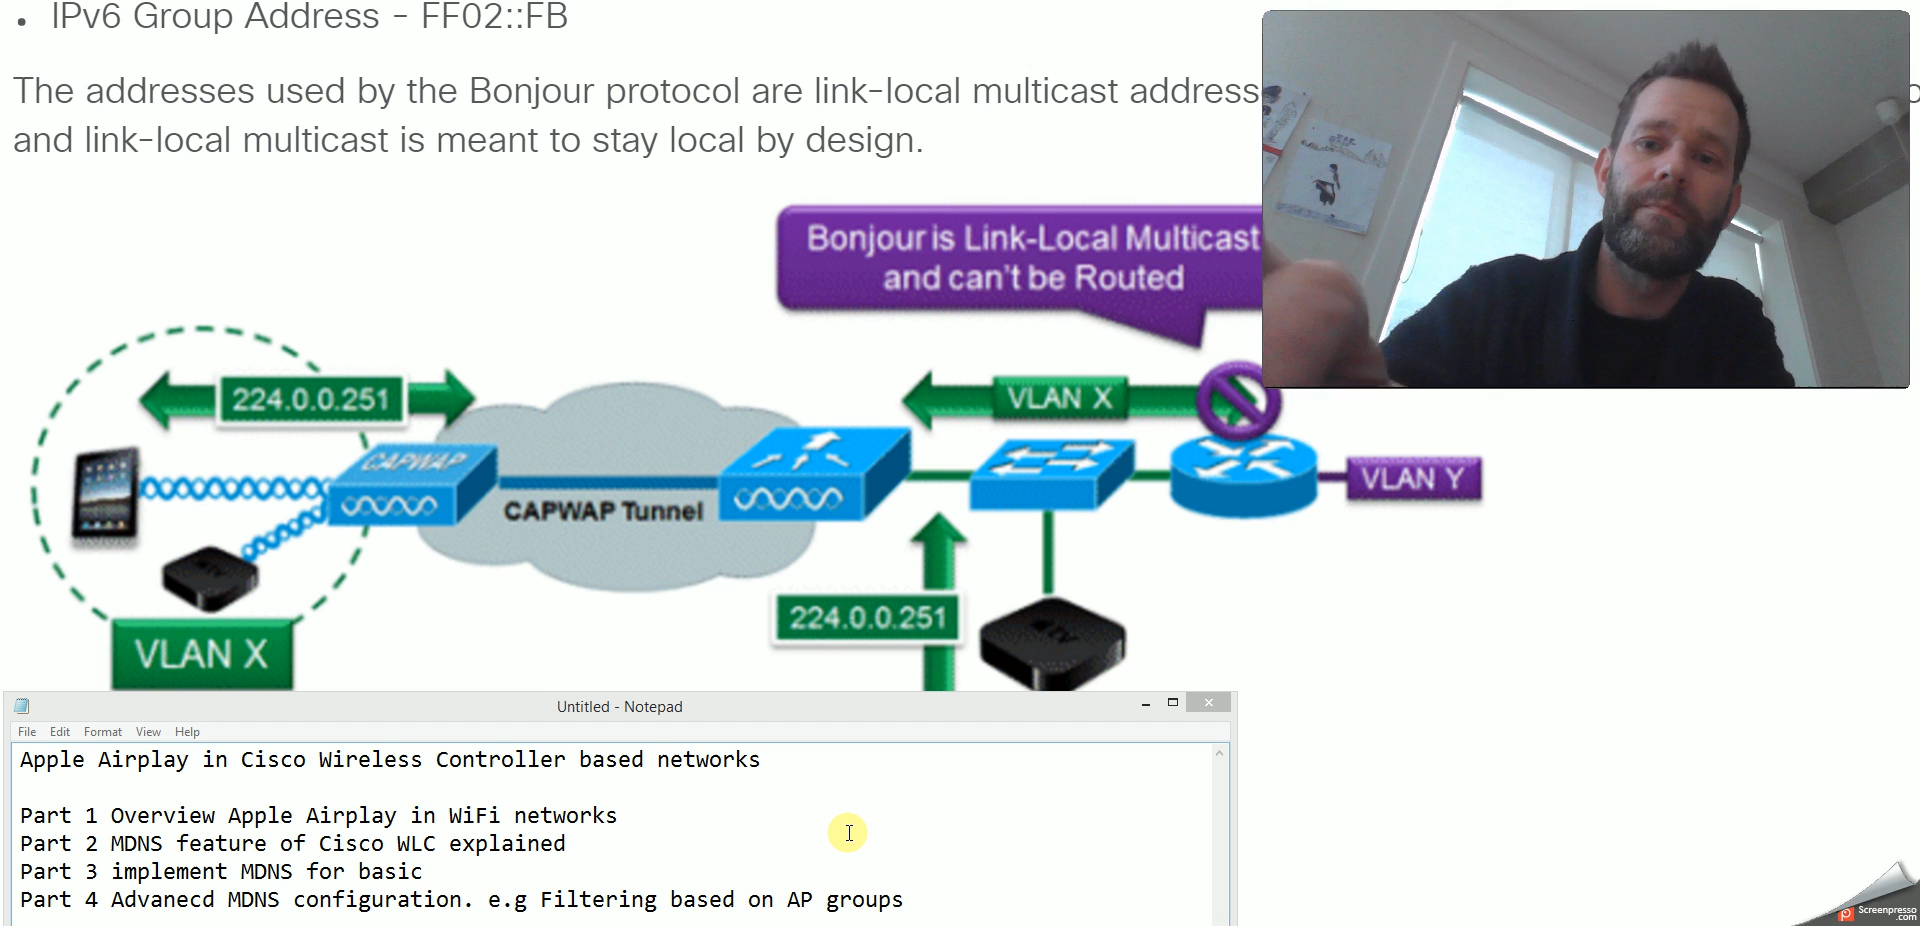 • IPv6 Group Address - FF02::FB
The addresses used by the Bonjour protocol are link-local multicast address
and link-local multicast is meant to stay local by design.
Bonjour is Link-Local Multicast
and can't be Routed
224.0.0.251
VLAN X
CAPWAP
CAPWAP Tunnel
VLAN Y
tv
224.0.0.251
tv
VLAN X
Untitled - Notepad
File Edit Format View Help
Apple Airplay in Cisco Wireless Controller based networks
Part 1 Overview Apple Airplay in WiFi networks
Part 2 MDNS feature of Cisco WLC explained
Part 3 implement MDNS for basic
Part 4 Advanecd MDNS configuration. e.g Filtering based on AP groups
Screenpresso
.com